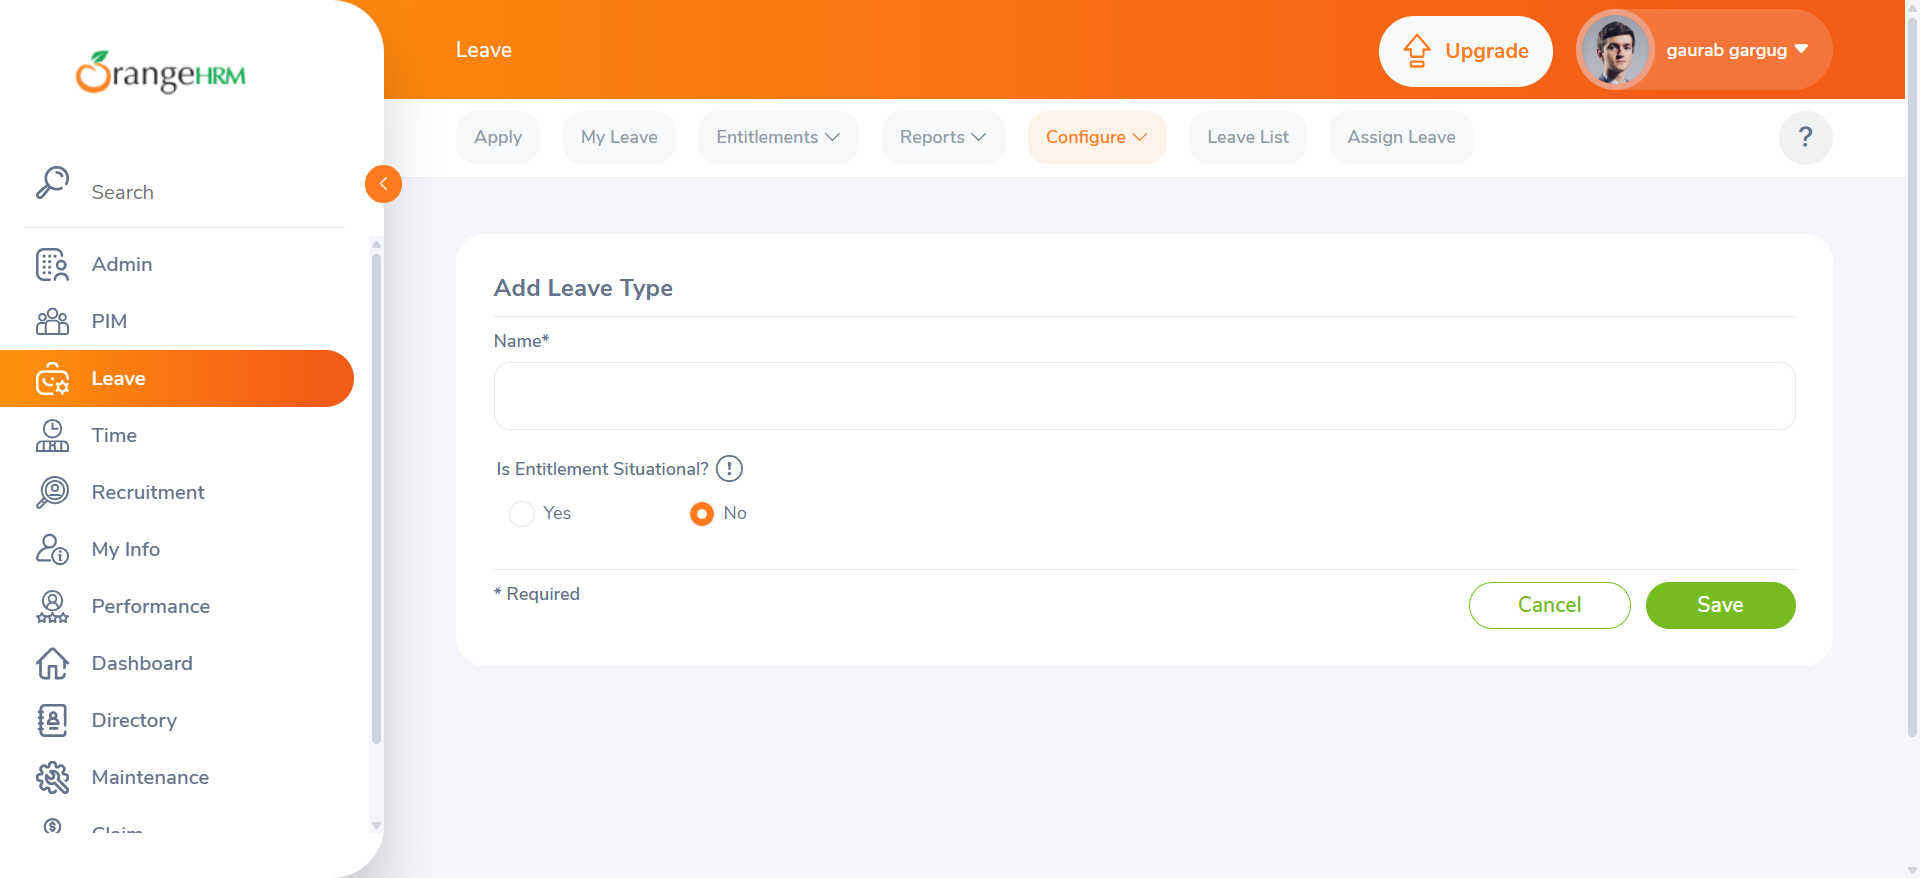 OrangeHRM
Search
Admin
PIM
Leave
Time
Recruitment
My Info
Performance
Dashboard
Directory
Maintenance
Claim
Leave
Upgrade
gaurab gargug
Apply
My Leave
Entitlements
Reports
Configure
Leave List
Assign Leave
?
Add Leave Type
Name*
Is Entitlement Situational?
Yes
No
* Required
Cancel
Save